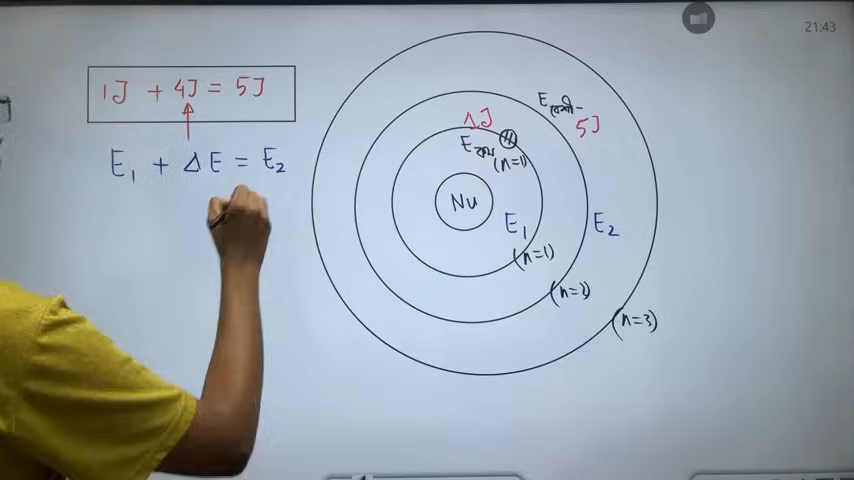 21:43
1J + 4J = 5J
E₁ + ΔE = E₂
1J
E বেশী-
5J
E কম
(n=1)
Nu
E₁
E₂
(n=1)
(n=2)
(n=3)